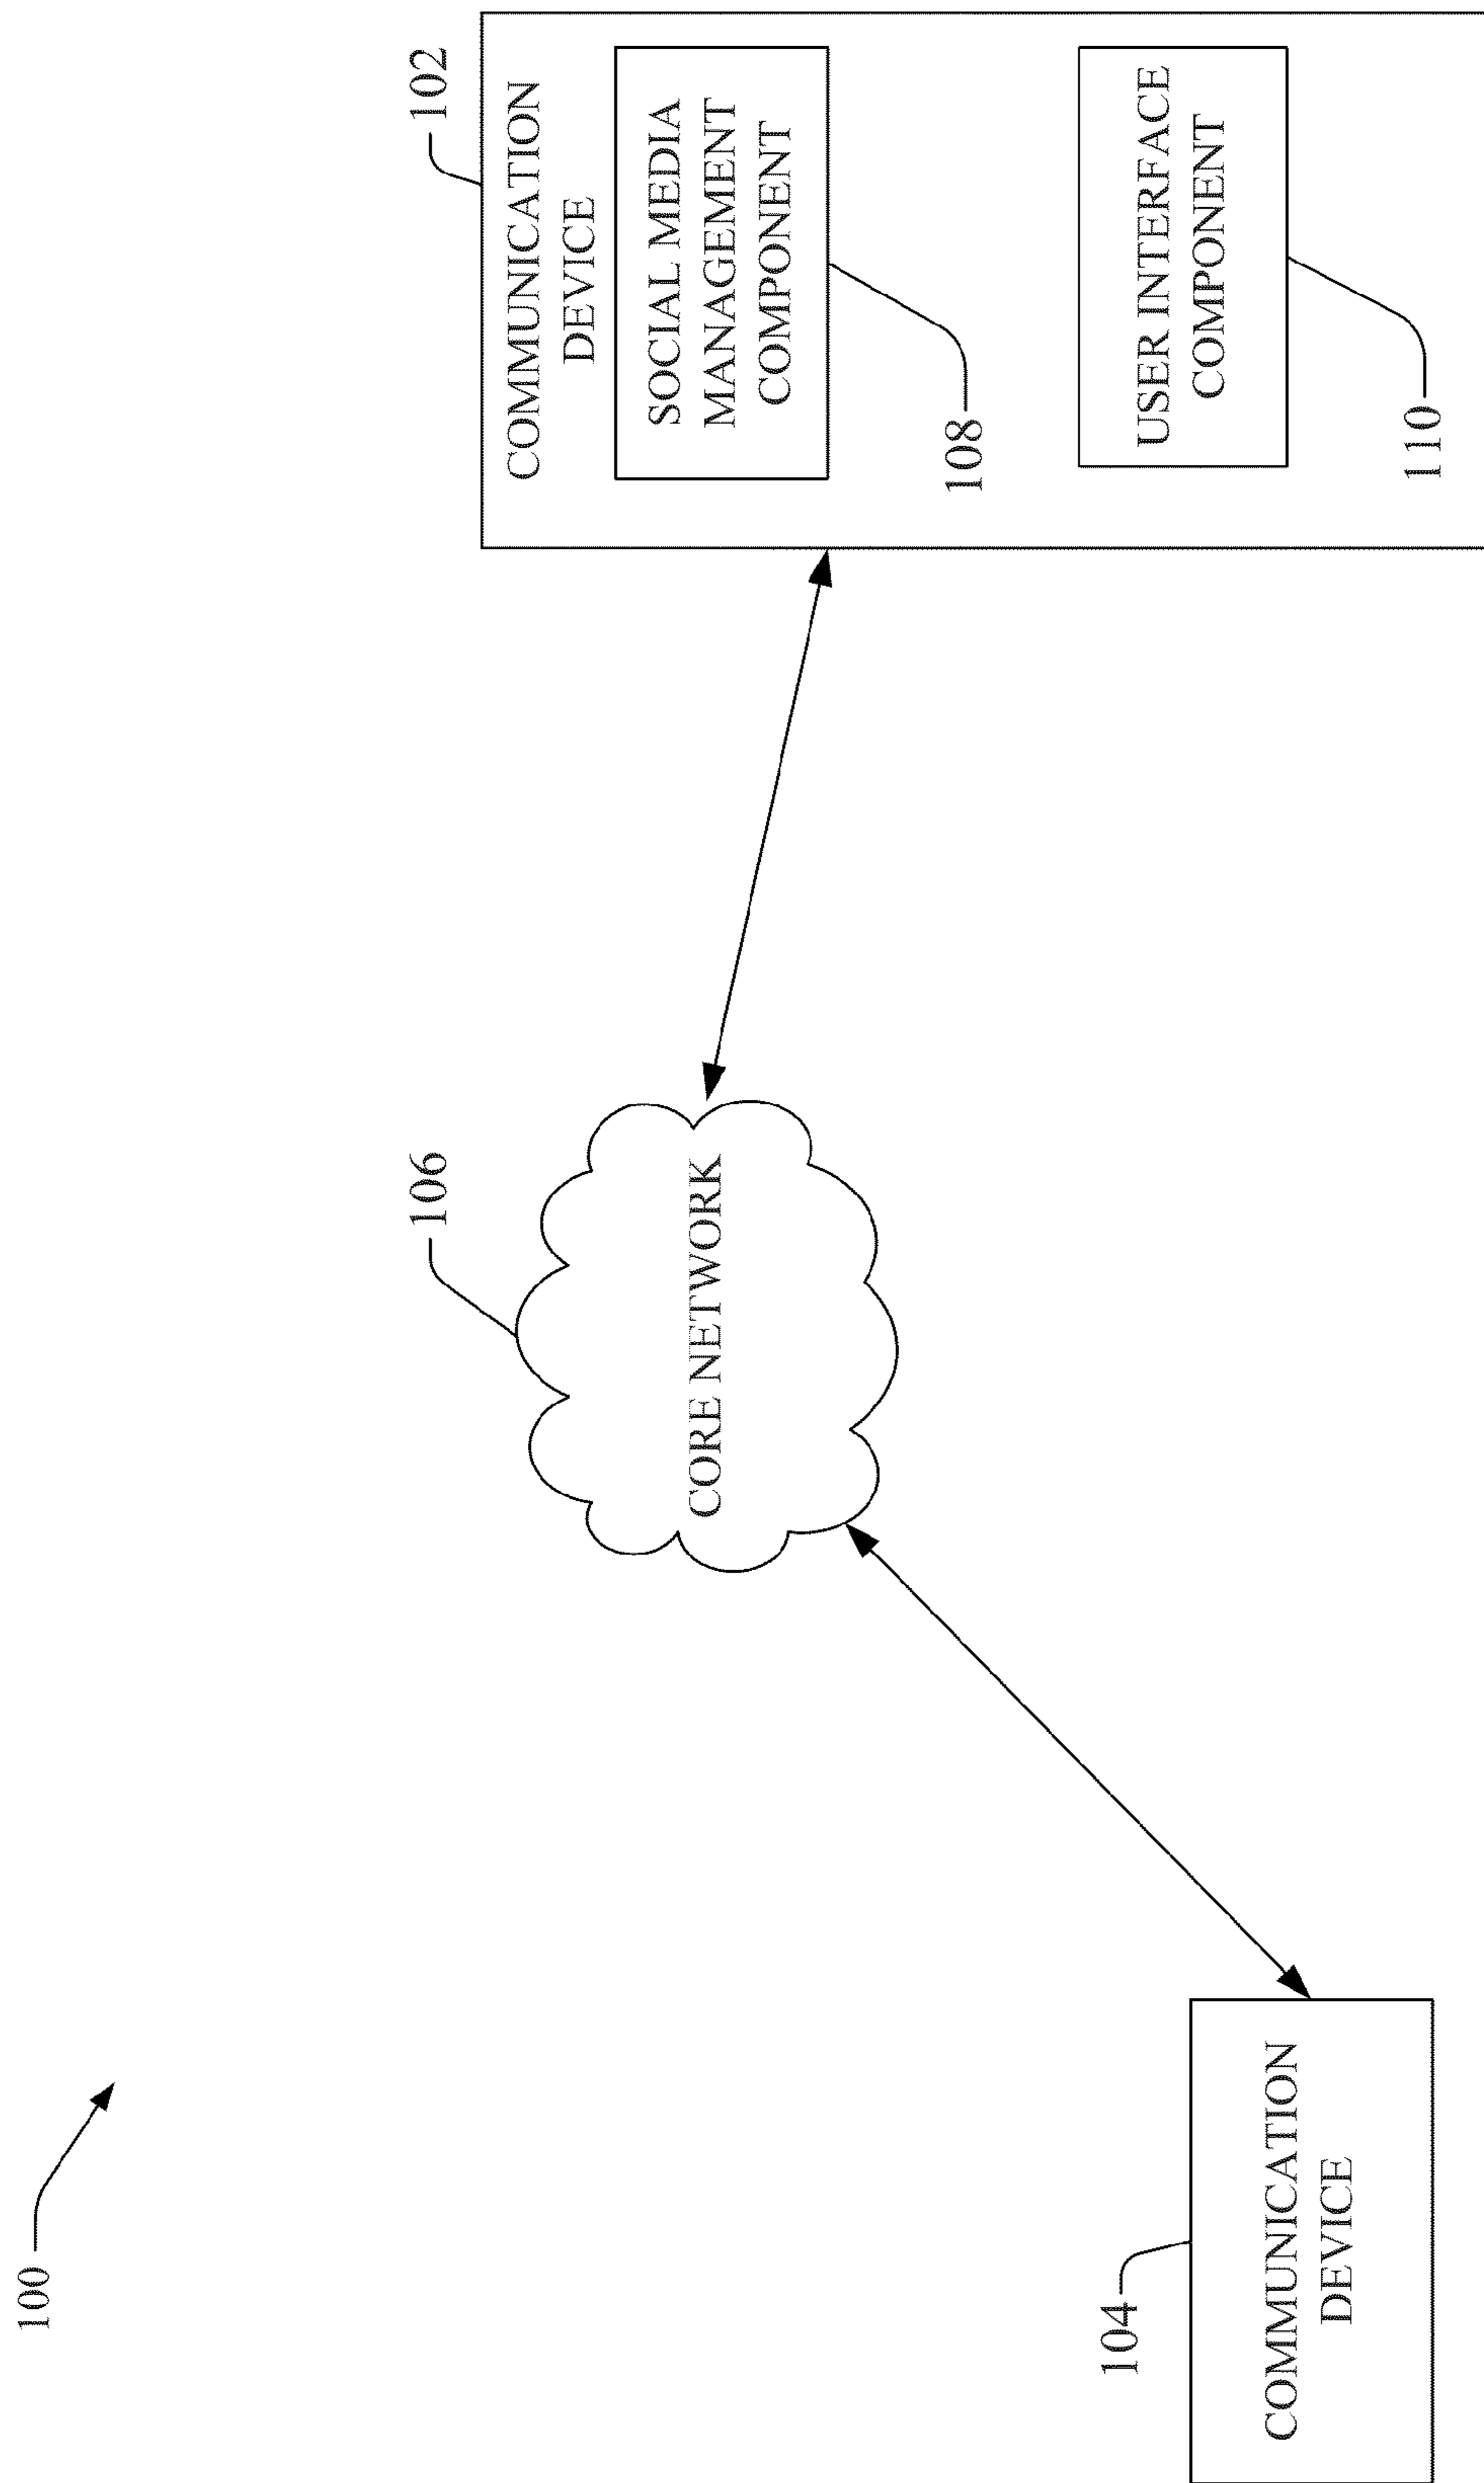 100
106
102
COMMUNICATION
DEVICE
SOCIAL MEDIA
MANAGEMENT
COMPONENT
CORE NETWORK
108
104
USER INTERFACE
COMPONENT
COMMUNICATION
DEVICE
110